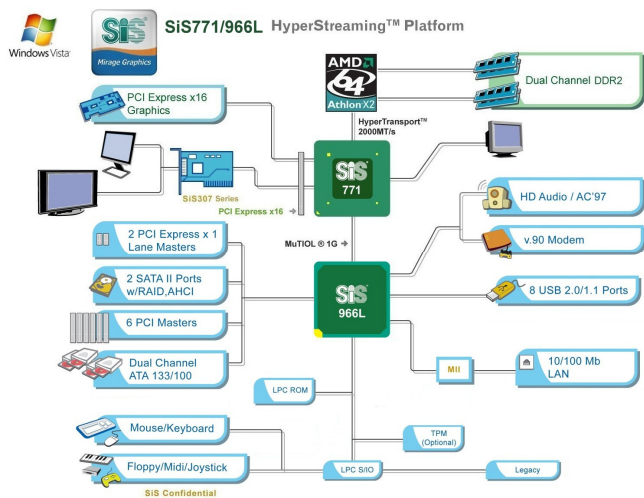 Windows Vista
SiS
Mirage Graphics
SiS771/966L HyperStreaming™ Platform
AMD
64
Athlon X2
Dual Channel DDR2
PCI Express x16
Graphics
HyperTransport™
2000MT/s
SiS
771
SiS307 Series
PCI Express x16
HD Audio / AC'97
v.90 Modem
MuTIOL ® 1G
2 PCI Express x 1
Lane Masters
2 SATA II Ports
w/RAID,AHCI
6 PCI Masters
Dual Channel
ATA 133/100
SiS
966L
8 USB 2.0/1.1 Ports
MII
10/100 Mb
LAN
LPC ROM
TPM
(Optional)
Mouse/Keyboard
Floppy/Midi/Joystick
LPC S/IO
Legacy
SiS Confidential